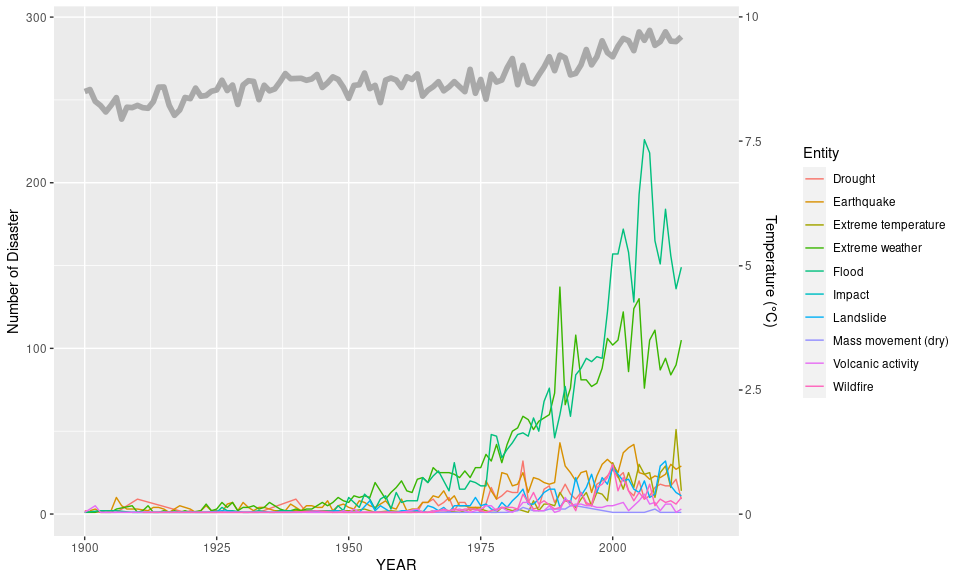 300
200
100
0
Number of Disaster
1900
1925
1950
1975
2000
YEAR
10
7.5
5
2.5
0
Temperature (°C)
Entity
Drought
Earthquake
Extreme temperature
Extreme weather
Flood
Impact
Landslide
Mass movement (dry)
Volcanic activity
Wildfire